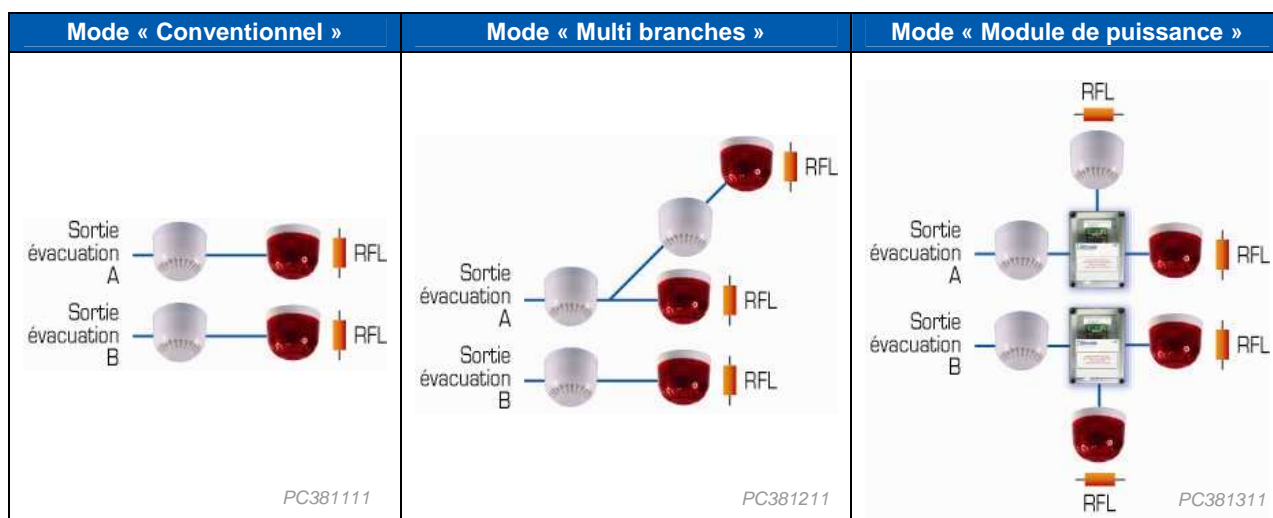 Mode « Conventionnel »
Mode « Multi branches »
Mode « Module de puissance »
Sortie
évacuation
A
RFL
Sortie
évacuation
B
RFL
PC381111
RFL
Sortie
évacuation
A
RFL
Sortie
évacuation
B
RFL
PC381211
RFL
Sortie
évacuation
A
RFL
Sortie
évacuation
B
RFL
RFL
PC381311